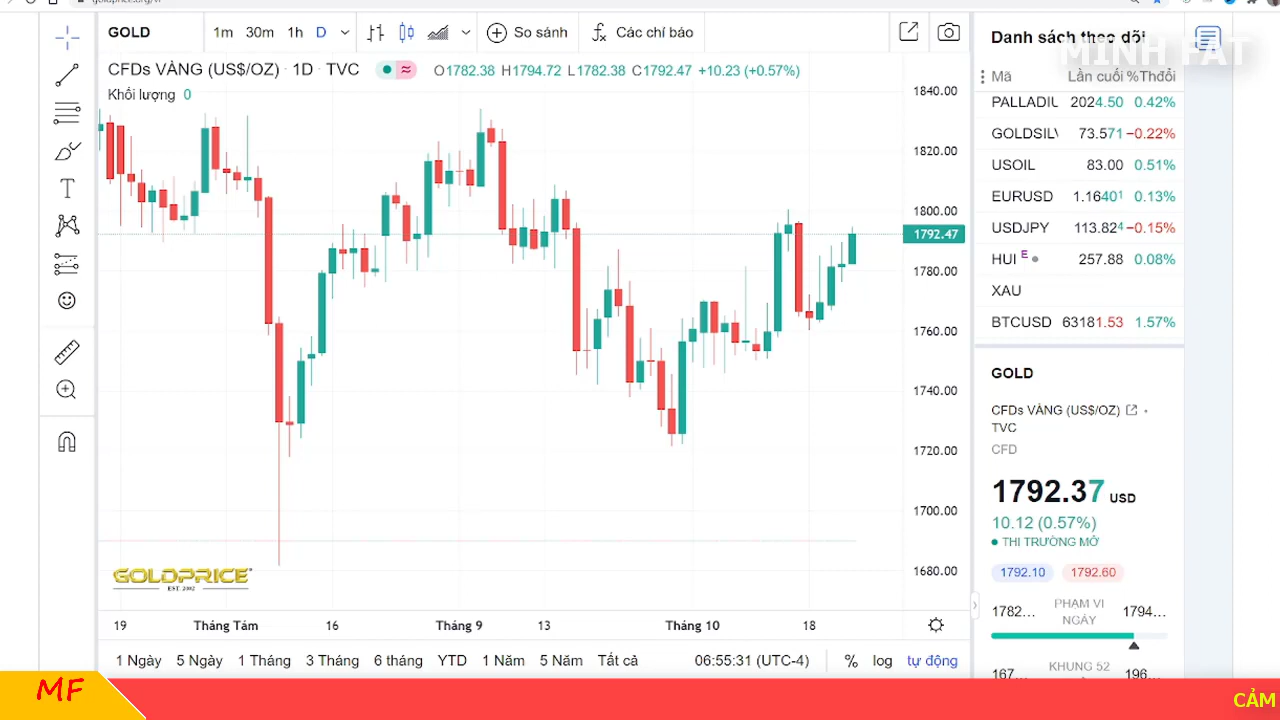 GOLD 1m 30m 1h D So sánh Các chỉ báo
CFDs VÀNG (US$/OZ) · 1D · TVC O1782.38 H1794.72 L1782.38 C1792.47 +10.23 (+0.57%)
Khối lượng 0
1840.00
1820.00
1800.00
1792.47
1780.00
1760.00
1740.00
1720.00
1700.00
1680.00
GOLDPRICE
EST. 2002
19 Tháng Tám 16 Tháng 9 13 Tháng 10 18
1 Ngày 5 Ngày 1 Tháng 3 Tháng 6 tháng YTD 1 Năm 5 Năm Tất cả 06:55:31 (UTC-4) % log tự động
Danh sách theo dõi
MINH FAT
Mã Lần cuối %Thđổi
PALLADIU 2024.50 0.42%
GOLDSILV 73.571 −0.22%
USOIL 83.00 0.51%
EURUSD 1.16401 0.13%
USDJPY 113.824 −0.15%
HUI E 257.88 0.08%
XAU
BTCUSD 63181.53 1.57%
GOLD
CFDs VÀNG (US$/OZ)
TVC
CFD
1792.37 USD
10.12 (0.57%)
THỊ TRƯỜNG MỞ
1792.10 1792.60
1782... PHẠM VI NGÀY 1794...
167... KHUNG 52 196...
MF
CẢM